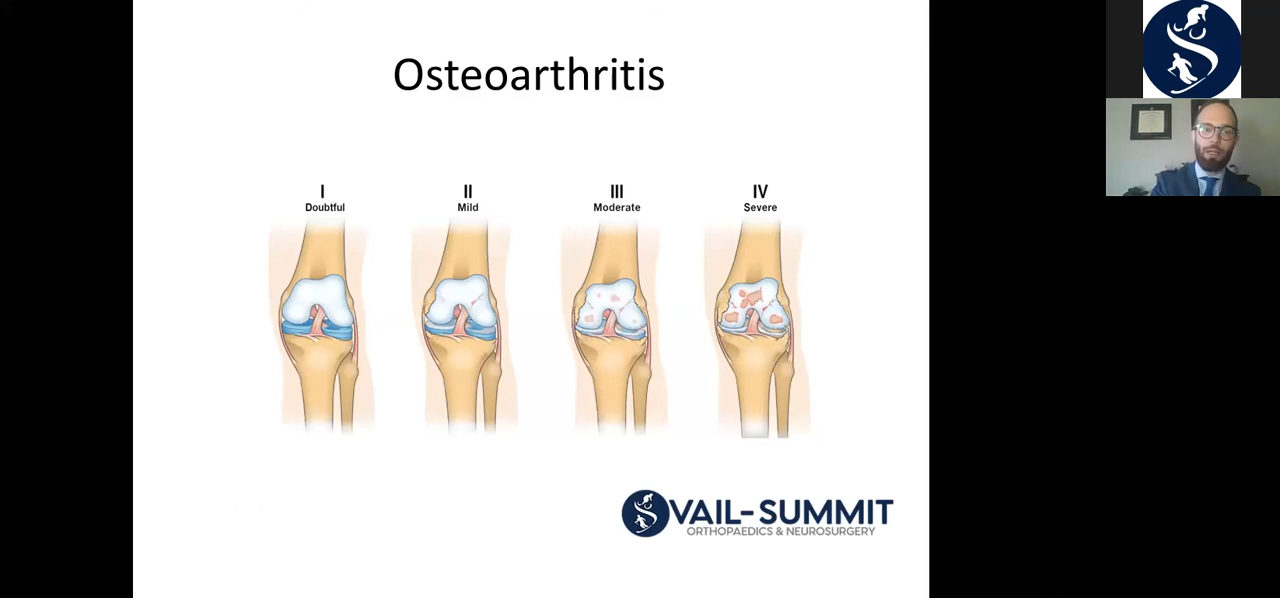 Osteoarthritis
I
Doubtful
II
Mild
III
Moderate
IV
Severe
VAIL-SUMMIT
ORTHOPAEDICS & NEUROSURGERY